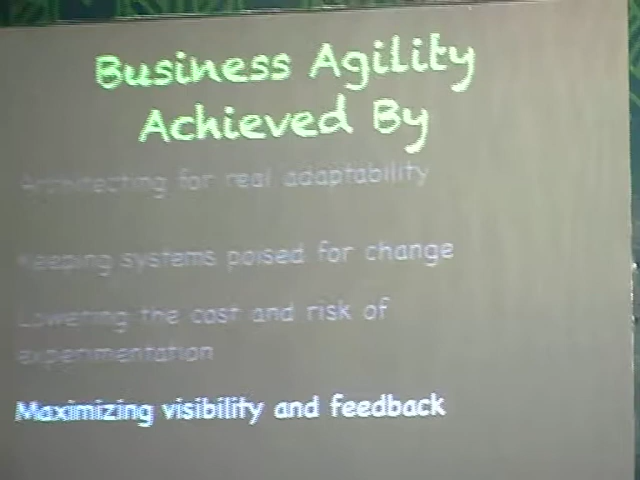 Business Agility
Achieved By
Architecting for real adaptability
Keeping systems poised for change
Lowering the cost and risk of
experimentation
Maximizing visibility and feedback